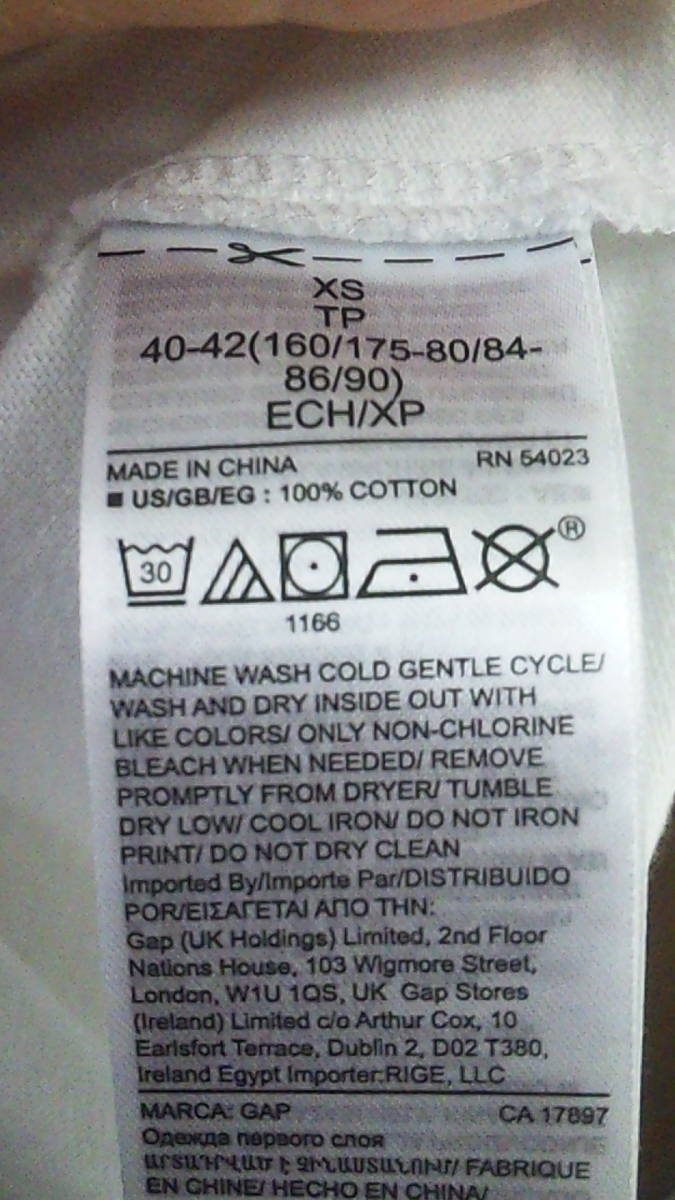 XS
TP
40-42(160/175-80/84-
86/90)
ECH/XP
MADE IN CHINA RN 54023
■ US/GB/EG : 100% COTTON
30 ®
1166
MACHINE WASH COLD GENTLE CYCLE/
WASH AND DRY INSIDE OUT WITH
LIKE COLORS/ ONLY NON-CHLORINE
BLEACH WHEN NEEDED/ REMOVE
PROMPTLY FROM DRYER/ TUMBLE
DRY LOW/ COOL IRON/ DO NOT IRON
PRINT/ DO NOT DRY CLEAN
Imported By/Importe Par/DISTRIBUIDO
POR/ΕΙΣΑΓΕΤΑΙ ΑΠΟ ΤΗΝ:
Gap (UK Holdings) Limited, 2nd Floor
Nations House, 103 Wigmore Street,
London, W1U 1QS, UK Gap Stores
(Ireland) Limited c/o Arthur Cox, 10
Earlsfort Terrace, Dublin 2, D02 T380,
Ireland Egypt Importer:RIGE, LLC
MARCA: GAP CA 17897
Одежда первого слоя
ԱՐՏԱԴՐՎԱԾ Է ՉԻՆԱՍՏԱՆՈՒՄ/ FABRIQUE
EN CHINE/ HECHO EN CHINA/